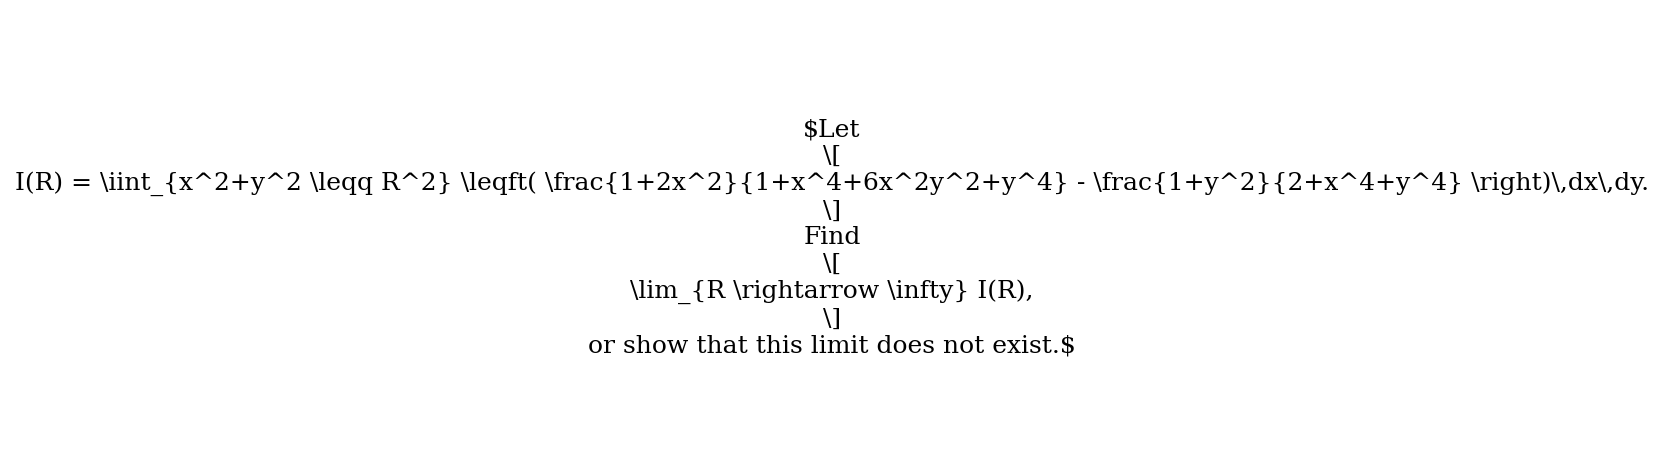 $Let
\[
I(R) = \iint_{x^2+y^2 \leqq R^2} \leqft( \frac{1+2x^2}{1+x^4+6x^2y^2+y^4} - \frac{1+y^2}{2+x^4+y^4} \right)\,dx\,dy.
\]
Find
\[
\lim_{R \rightarrow \infty} I(R),
\]
or show that this limit does not exist.$